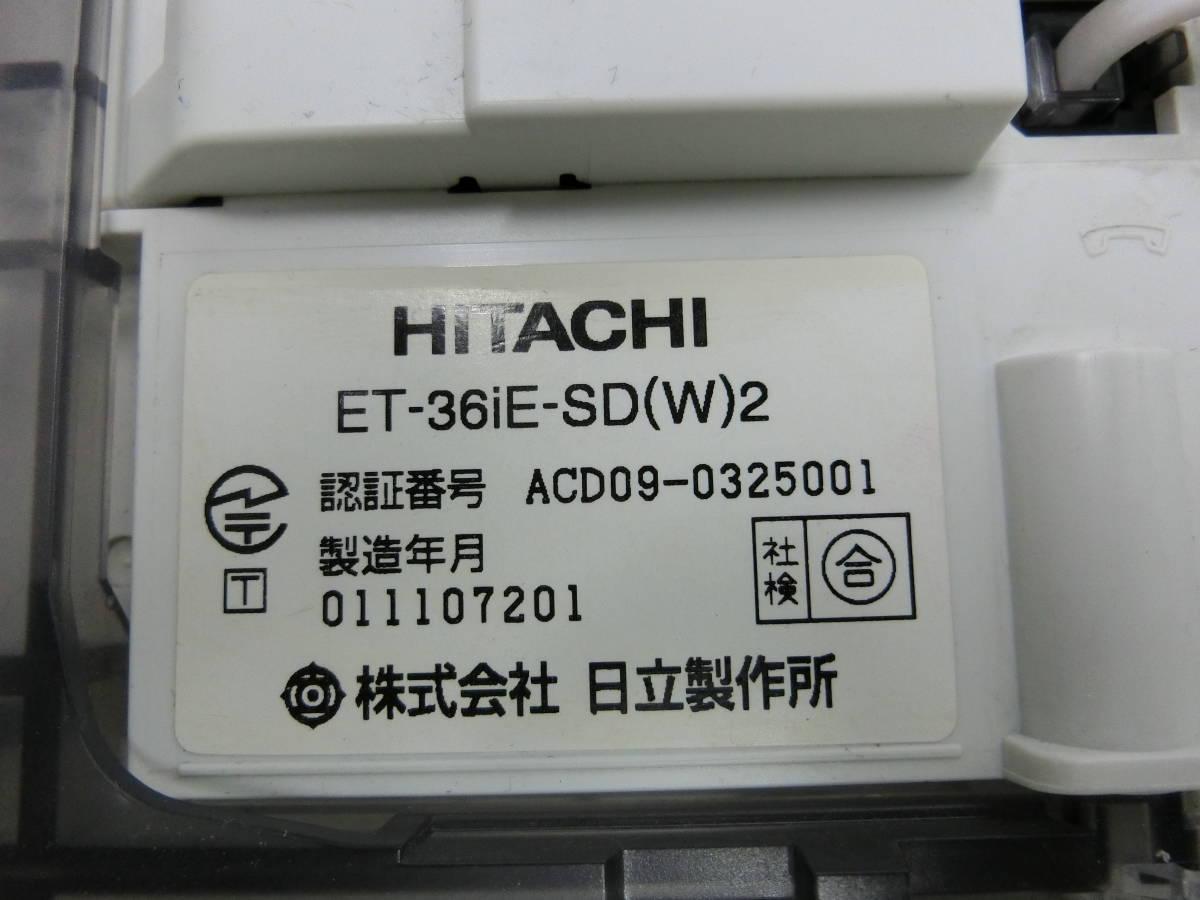 HITACHI
ET-36iE-SD(W)2
認証番号 ACD09-0325001
製造年月
011107201
T
社検 合
株式会社 日立製作所